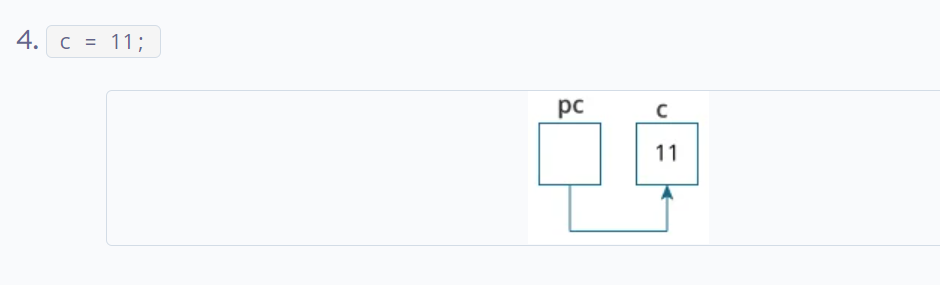 4. c = 11;
pc c
11